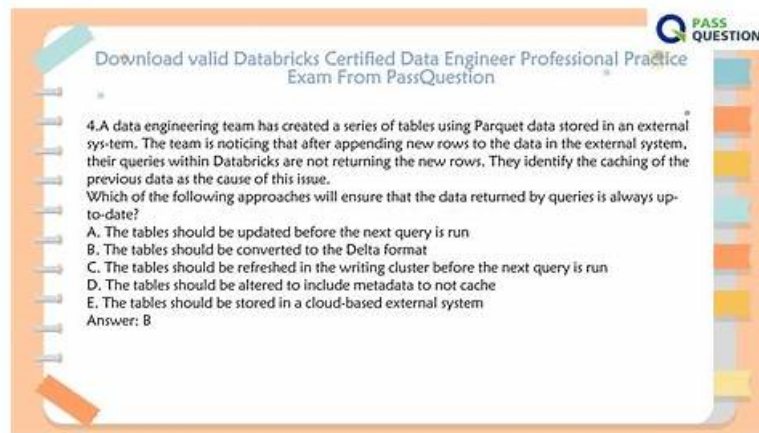 PASS
QUESTION
Download valid Databricks Certified Data Engineer Professional Practice
Exam From PassQuestion
4.A data engineering team has created a series of tables using Parquet data stored in an external
sys-tem. The team is noticing that after appending new rows to the data in the external system,
their queries within Databricks are not returning the new rows. They identify the caching of the
previous data as the cause of this issue.
Which of the following approaches will ensure that the data returned by queries is always up-
to-date?
A. The tables should be updated before the next query is run
B. The tables should be converted to the Delta format
C. The tables should be refreshed in the writing cluster before the next query is run
D. The tables should be altered to include metadata to not cache
E. The tables should be stored in a cloud-based external system
Answer: B